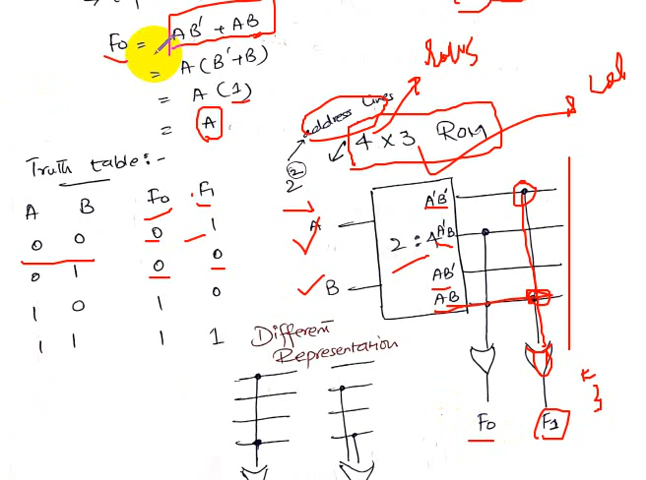 F0 = AB' + AB
= A(B'+B)
= A(1)
= A
Rows
address lines
4 x 3 Rom
2²
Truth table:-
A B F0 F1
0 0 0 1
0 1 0 0
1 0 1 0
1 1 1 1
A
B
2:4
A'B'
A'B
AB'
AB
Different
Representation
F0
F1